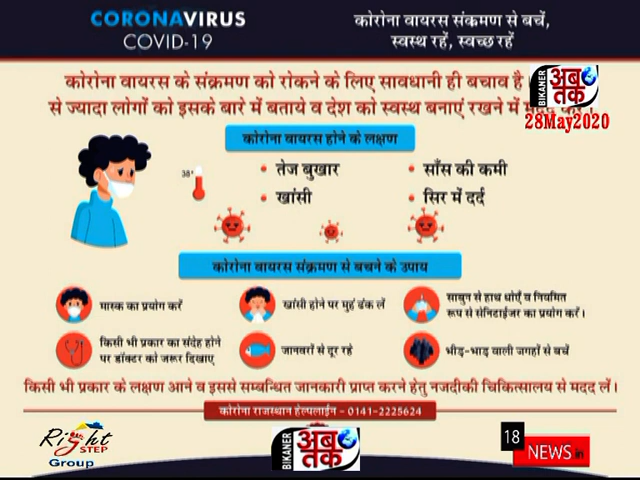 CORONAVIRUS
COVID-19
कोरोना वायरस संक्रमण से बचें,
स्वस्थ रहें, स्वच्छ रहें
कोरोना वायरस के संक्रमण को रोकने के लिए सावधानी ही बचाव है
से ज्यादा लोगों को इसके बारे में बताये व देश को स्वस्थ बनाएं रखने में मदद करें।
BIKANER
अब
तक
28May2020
कोरोना वायरस होने के लक्षण
38°
• तेज बुखार
• साँस की कमी
• खांसी
• सिर में दर्द
कोरोना वायरस संक्रमण से बचने के उपाय
मास्क का प्रयोग करें
खांसी होने पर मुहं ढंक लें
साबुन से हाथ धोएँ व नियमित
रूप से सेनिटाईजर का प्रयोग करें।
किसी भी प्रकार का संदेह होने
पर डॉक्टर को जरूर दिखाए
जानवरों से दूर रहे
भीड़-भाड़ वाली जगहों से बचें
किसी भी प्रकार के लक्षण आने व इससे सम्बन्धित जानकारी प्राप्त करने हेतु नजदीकी चिकित्सालय से मदद लें।
कोरोना राजस्थान हेल्पलाईन - 0141-2225624
Right
STEP
Group
BIKANER
अब
तक
18
NEWS.in